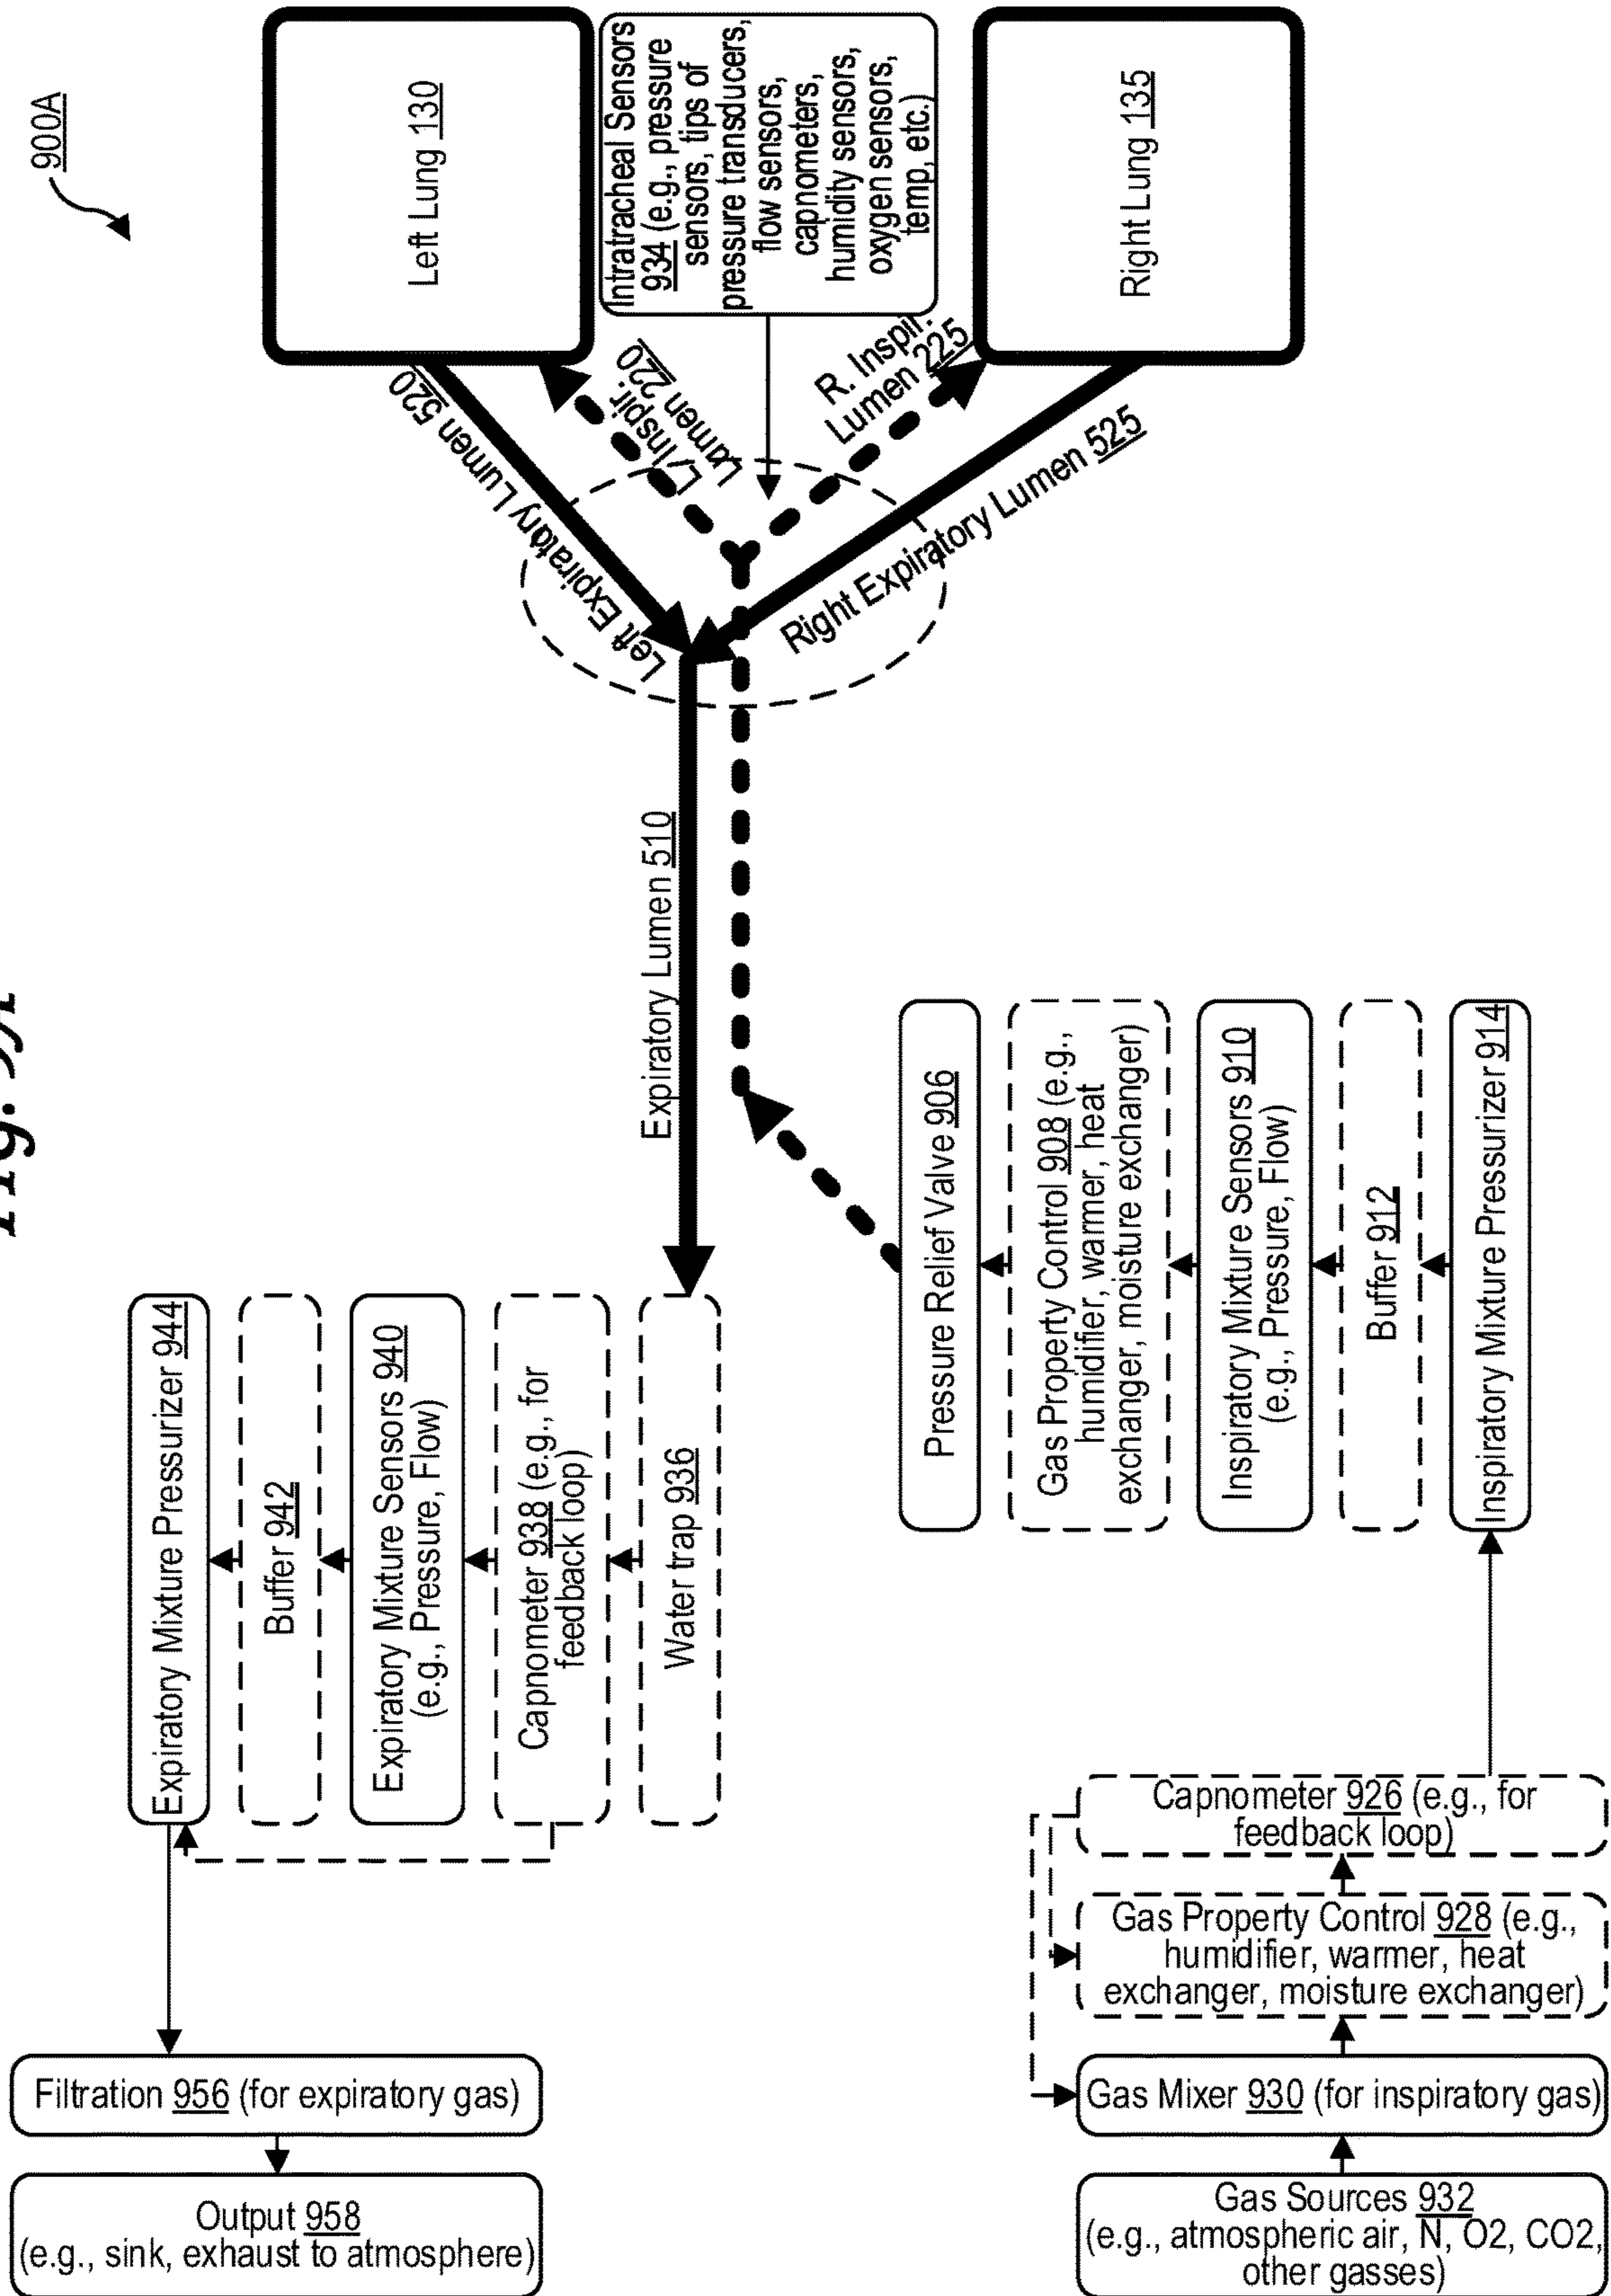 Fig. 9A
900A
Left Lung 130
Intratracheal Sensors
934 (e.g., pressure
sensors, tips of
pressure transducers,
flow sensors,
capnometers,
humidity sensors,
oxygen sensors,
temp, etc.)
Right Lung 135
Left Expiratory Lumen 520
L. Inspir.
Lumen 220
R. Inspir.
Lumen 225
Right Expiratory Lumen 525
Expiratory Lumen 510
Expiratory Mixture Pressurizer 944
Buffer 942
Expiratory Mixture Sensors 940
(e.g., Pressure, Flow)
Capnometer 938 (e.g., for
feedback loop)
Water trap 936
Pressure Relief Valve 906
Gas Property Control 908 (e.g.,
humidifier, warmer, heat
exchanger, moisture exchanger)
Inspiratory Mixture Sensors 910
(e.g., Pressure, Flow)
Buffer 912
Inspiratory Mixture Pressurizer 914
Filtration 956 (for expiratory gas)
Output 958
(e.g., sink, exhaust to atmosphere)
Capnometer 926 (e.g., for
feedback loop)
Gas Property Control 928 (e.g.,
humidifier, warmer, heat
exchanger, moisture exchanger)
Gas Mixer 930 (for inspiratory gas)
Gas Sources 932
(e.g., atmospheric air, N, O2, CO2,
other gasses)